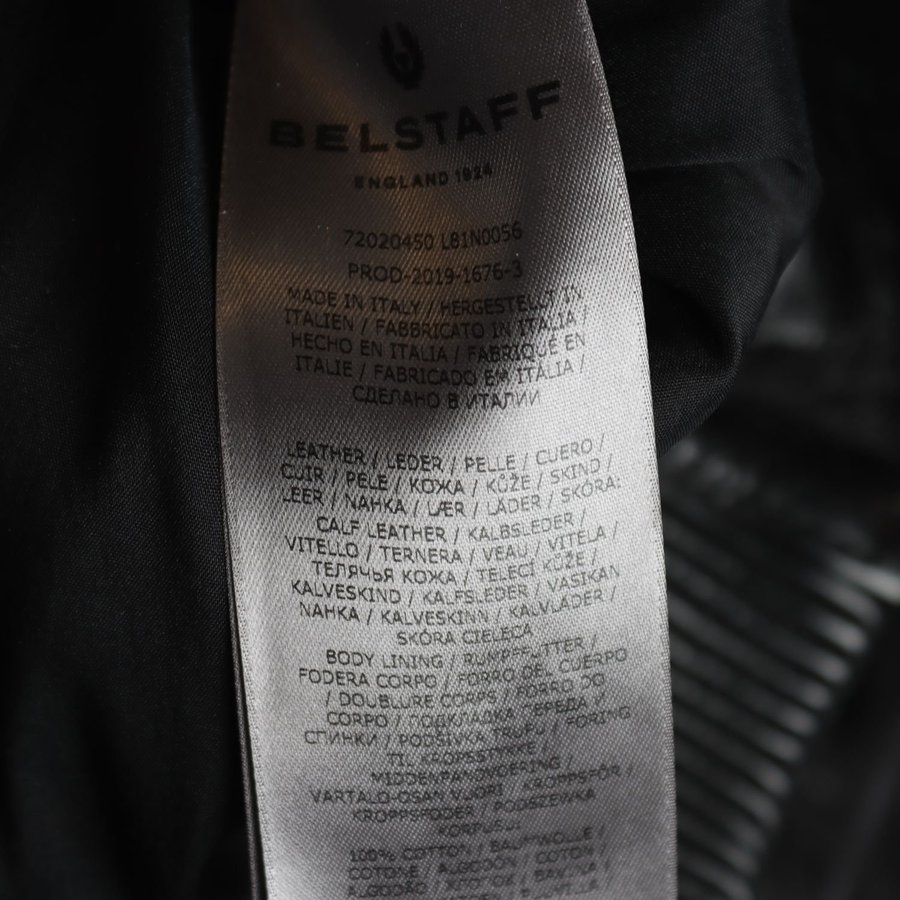 BELSTAFF
ENGLAND 1924
72020450 L81N0056
PROD-2019-1676-3
MADE IN ITALY / HERGESTELLT IN
ITALIEN / FABBRICATO IN ITALIA /
HECHO EN ITALIA / FABRIQUÉ EN
ITALIE / FABRICADO EM ITÁLIA /
СДЕЛАНО В ИТАЛИИ
LEATHER / LEDER / PELLE / CUERO /
CUIR / PELE / КОЖА / KŮŽE / SKIND /
LEER / NAHKA / LÆR / LÄDER / SKÓRA:
CALF LEATHER / KALBSLEDER /
VITELLO / TERNERA / VEAU / VITELA /
ТЕЛЯЧЬЯ КОЖА / TELECÍ KŮŽE /
KALVESKIND / KALFSLEDER / VASIKAN
NAHKA / KALVESKINN / KALVLÄDER /
SKÓRA CIELĘCA
BODY LINING / RUMPFFUTTER /
FODERA CORPO / FORRO DEL CUERPO
/ DOUBLURE CORPS / FORRO DO
CORPO / ПОДКЛАДКА ПЕРЕДА /
СПИНКИ / PODŠÍVKA TRUPU / FORING
TIL KROPSSTYKKE /
MIDDENPANDVOERING /
VARTALO-OSAN VUORI / KROPPSFÔR /
KROPPSFODER / PODSZEWKA
KORPUSU:
100% COTTON / BAUMWOLLE /
COTONE / ALGODÓN / COTON /
ALGODÃO / ХЛОПОК / BAVLNA /